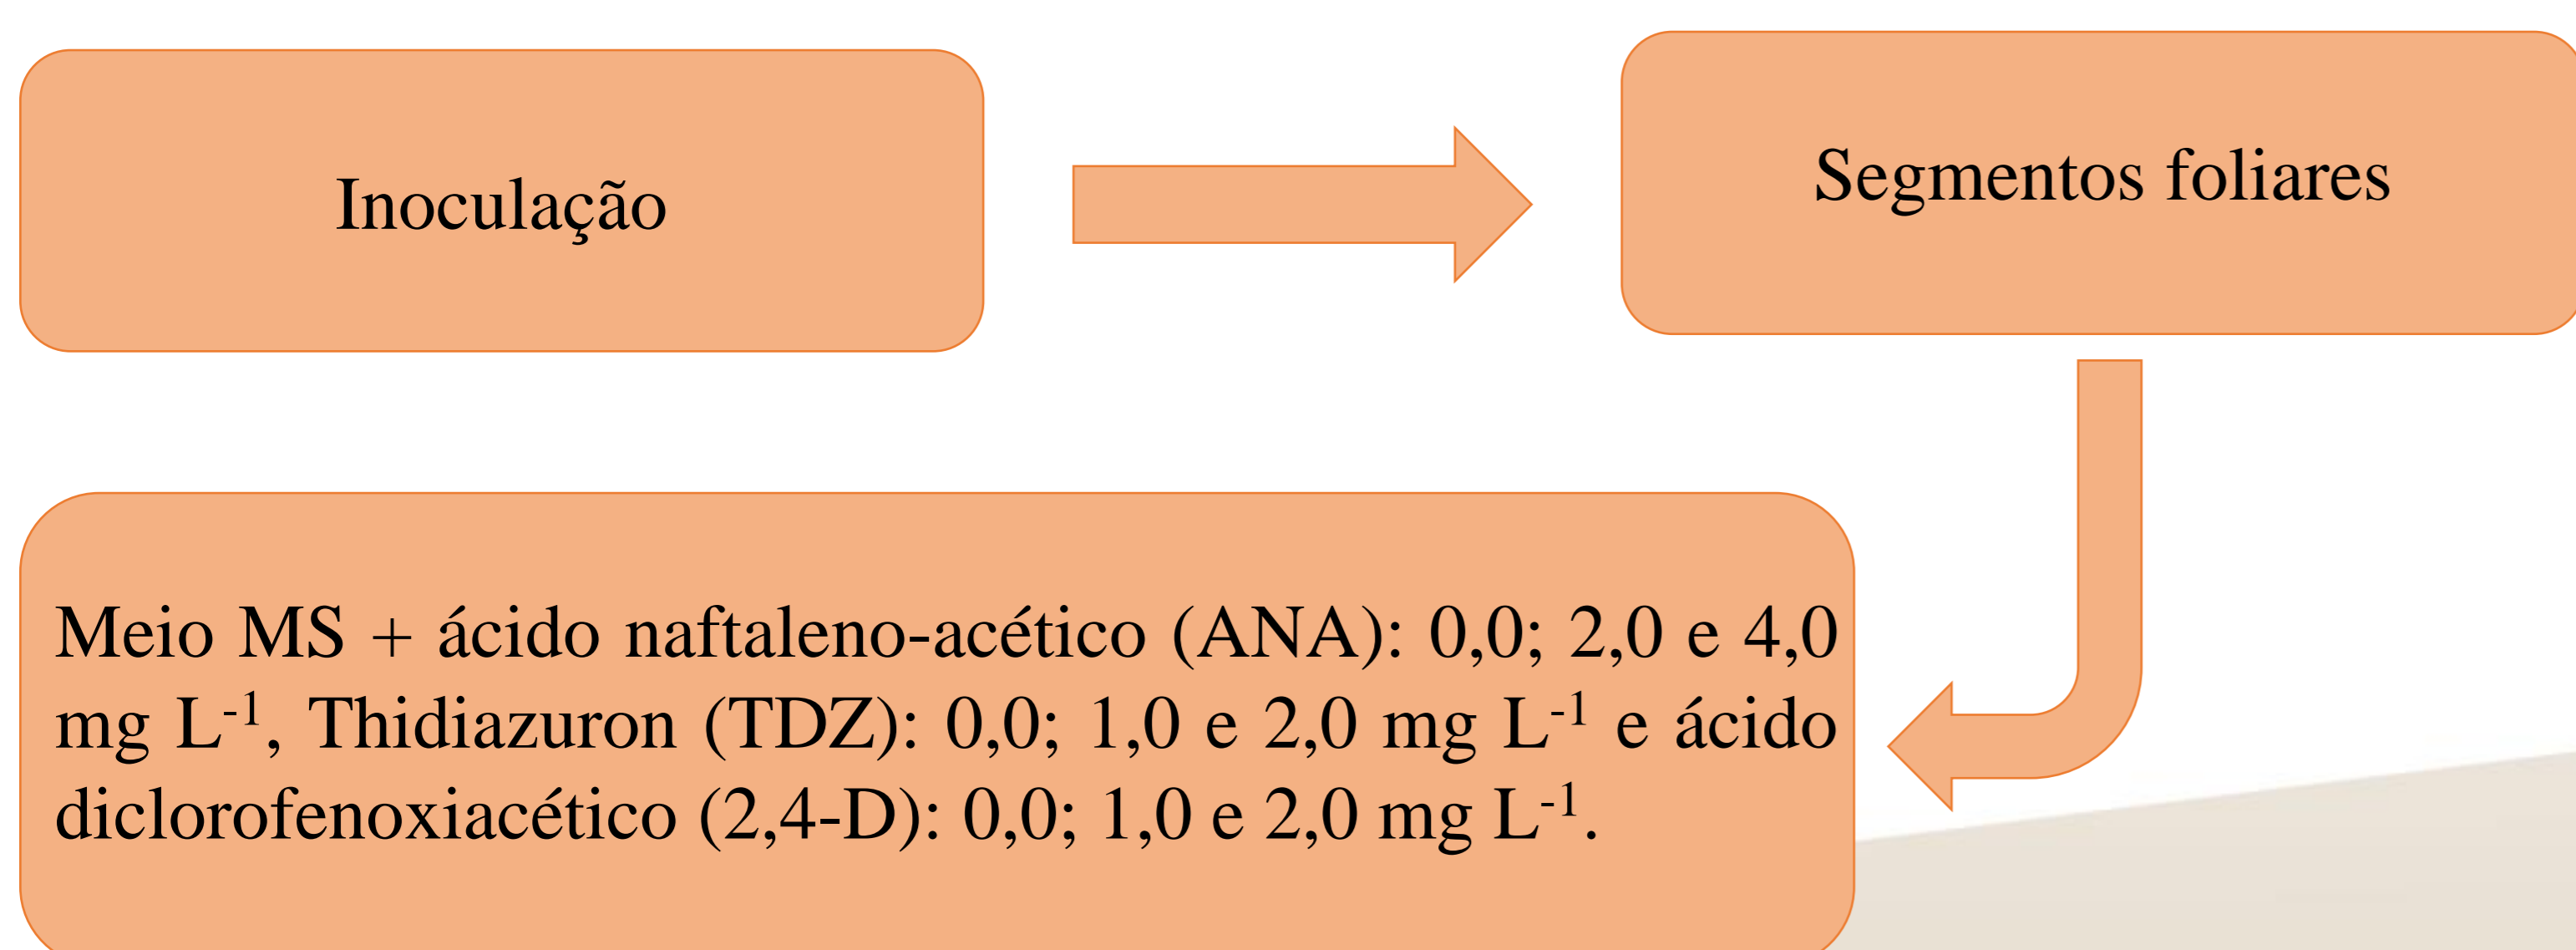 Inoculação
Segmentos foliares
Meio MS + ácido naftaleno-acético (ANA): 0,0; 2,0 e 4,0
mg L⁻¹, Thidiazuron (TDZ): 0,0; 1,0 e 2,0 mg L⁻¹ e ácido
diclorofenoxiacético (2,4-D): 0,0; 1,0 e 2,0 mg L⁻¹.